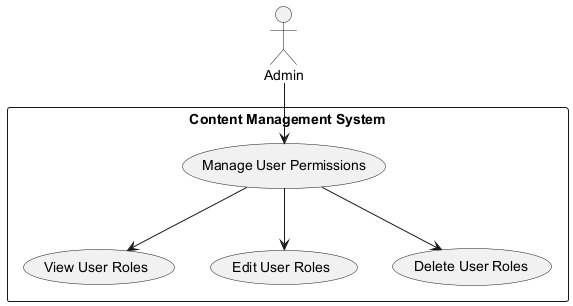 Admin
Content Management System
Manage User Permissions
View User Roles
Edit User Roles
Delete User Roles